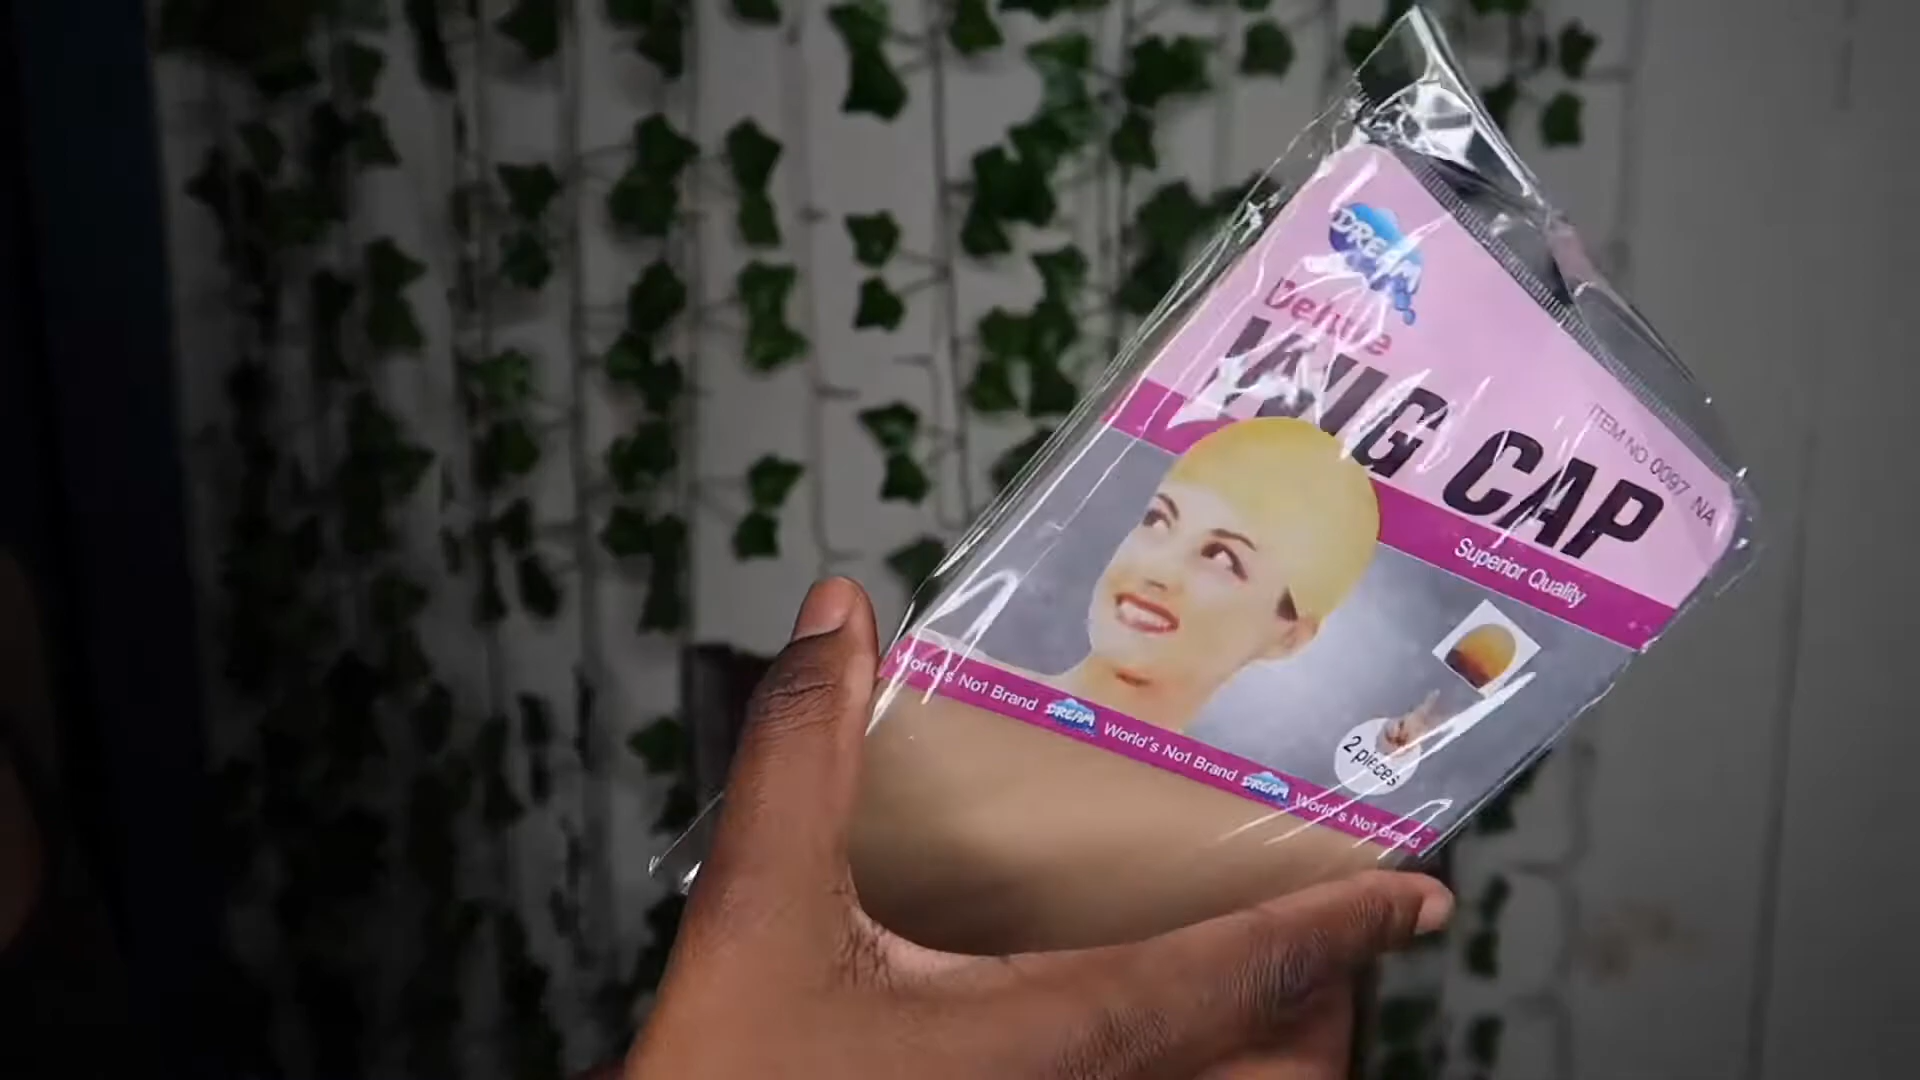 DREAM
Deluxe
WIG CAP
ITEM NO 0097 NA
Superior Quality
2 pieces
World's No1 Brand DREAM World's No1 Brand DREAM World's No1 Brand